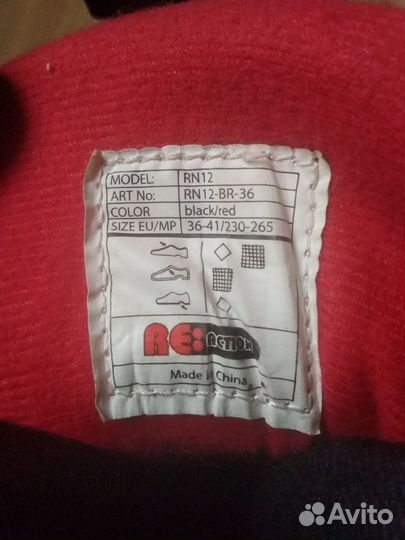 MODEL: RN12
ART No: RN12-BR-36
COLOR black/red
SIZE EU/MP 36-41/230-265
RE:ACTION
Made in China
Avito